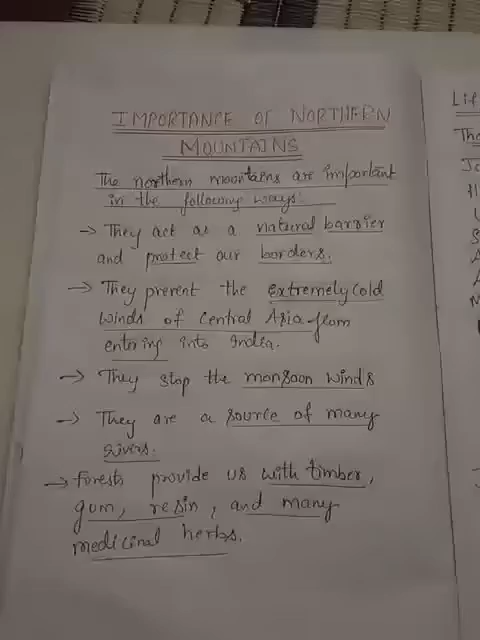 IMPORTANCE OF NORTHERN
MOUNTAINS
The northern mountains are important
in the following ways:
→ They act as a natural barrier
and protect our borders.
→ They prevent the extremely cold
winds of Central Asia from
entering into India.
→ They stop the monsoon winds
→ They are a source of many
rivers.
→ Forests provide us with timber,
gum, resin, and many
medicinal herbs.
Lif
The